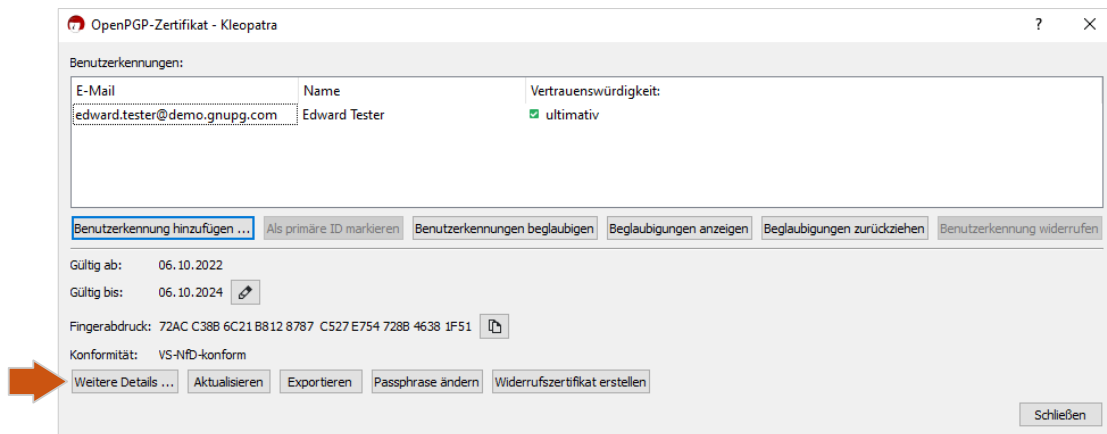 OpenPGP-Zertifikat - Kleopatra ?
Benutzerkennungen:
E-Mail Name Vertrauenswürdigkeit:
edward.tester@demo.gnupg.com Edward Tester ultimativ
Benutzerkennung hinzufügen ... Als primäre ID markieren Benutzerkennungen beglaubigen Beglaubigungen anzeigen Beglaubigungen zurückziehen Benutzerkennung widerrufen
Gültig ab: 06.10.2022
Gültig bis: 06.10.2024
Fingerabdruck: 72AC C38B 6C21 B812 8787 C527 E754 728B 4638 1F51
Konformität: VS-NfD-konform
Weitere Details ... Aktualisieren Exportieren Passphrase ändern Widerrufszertifikat erstellen
Schließen